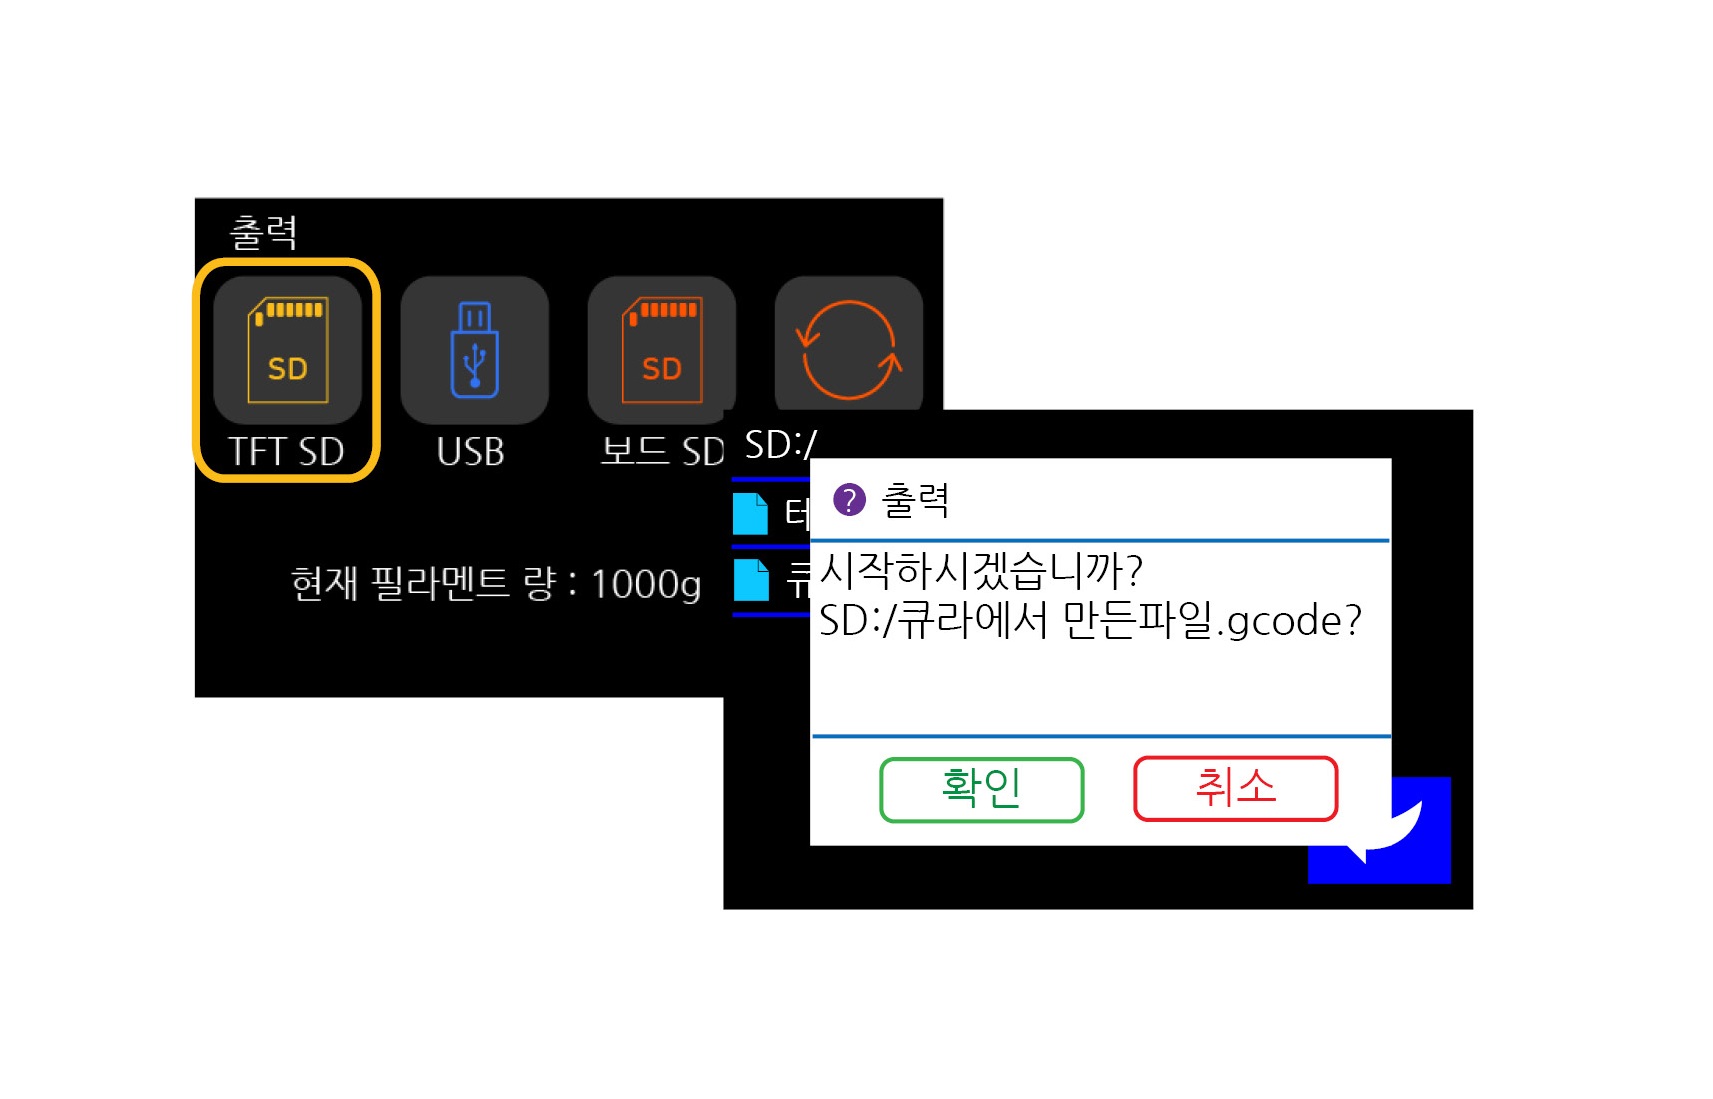 출력
SD
SD
TFT SD
USB
보드 SD
현재 필라멘트 량 : 1000g
SD:/
? 출력
시작하시겠습니까?
SD:/큐라에서 만든파일.gcode?
확인
취소